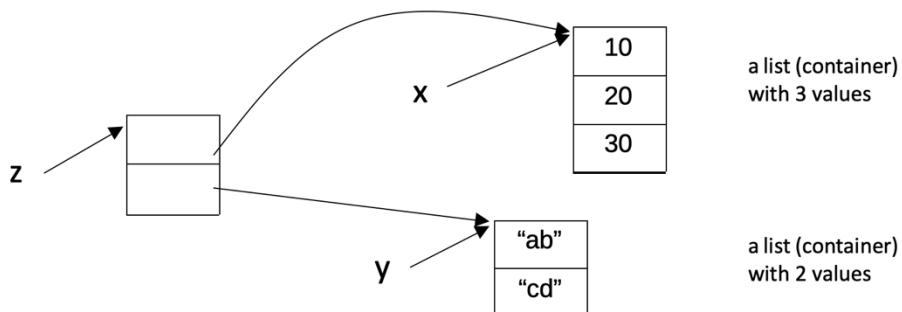 10
x
20
30
a list (container)
with 3 values
z
“ab”
y
“cd”
a list (container)
with 2 values